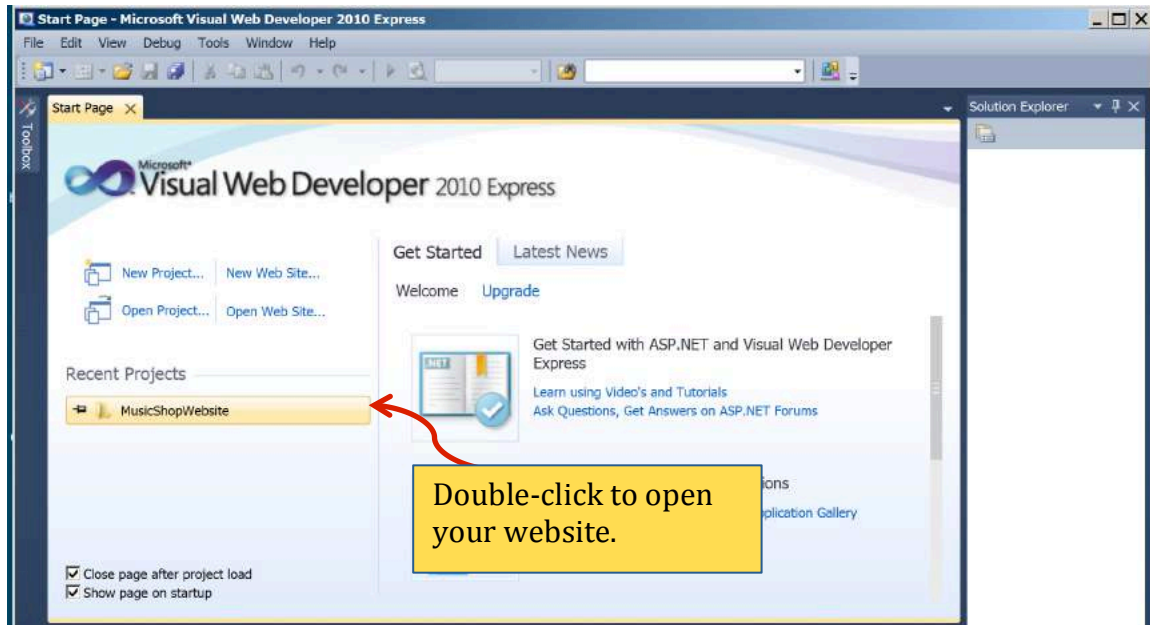 Start Page - Microsoft Visual Web Developer 2010 Express
File Edit View Debug Tools Window Help
Start Page
Solution Explorer
Toolbox
Microsoft®
Visual Web Developer 2010 Express
Get Started Latest News
New Project... New Web Site...
Welcome Upgrade
Open Project... Open Web Site...
Get Started with ASP.NET and Visual Web Developer
Express
.NET
Recent Projects
Learn using Video's and Tutorials
MusicShopWebsite
Ask Questions, Get Answers on ASP.NET Forums
Double-click to open
your website.
ions
plication Gallery
Close page after project load
Show page on startup